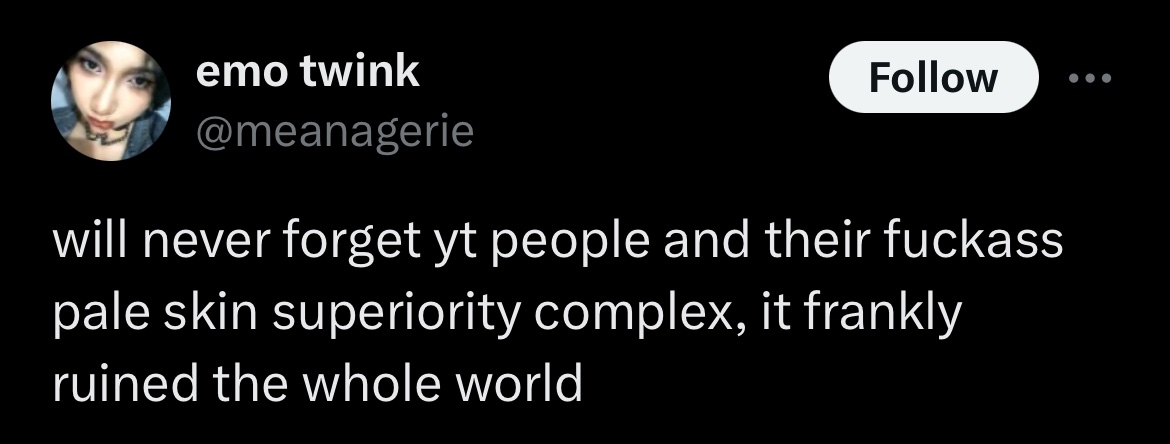 emo twink
@meanagerie
Follow
will never forget yt people and their fuckass
pale skin superiority complex, it frankly
ruined the whole world